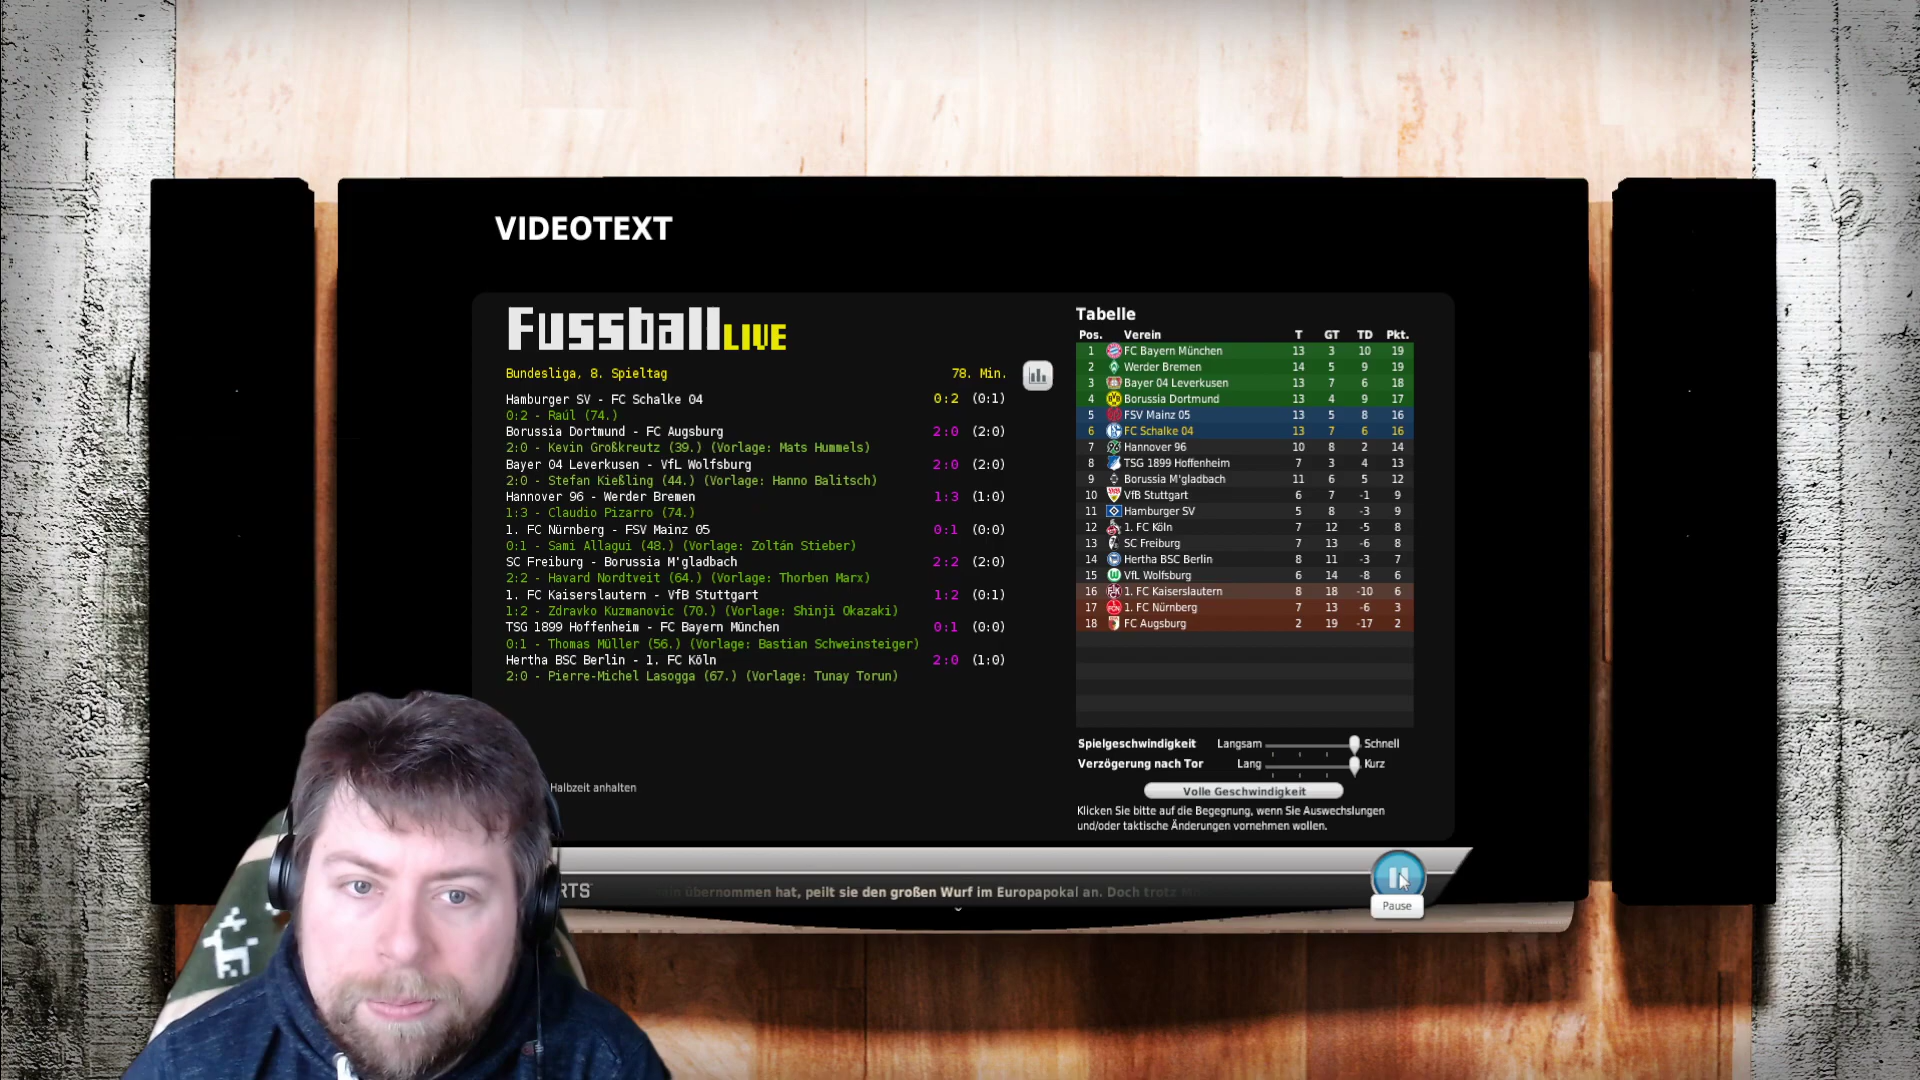 VIDEOTEXT
Fussball LIVE
Bundesliga, 8. Spieltag 78. Min.
Hamburger SV - FC Schalke 04 0:2 (0:1)
0:2 - Raúl (74.)
Borussia Dortmund - FC Augsburg 2:0 (2:0)
2:0 - Kevin Großkreutz (39.) (Vorlage: Mats Hummels)
Bayer 04 Leverkusen - VfL Wolfsburg 2:0 (2:0)
2:0 - Stefan Kießling (44.) (Vorlage: Hanno Balitsch)
Hannover 96 - Werder Bremen 1:3 (1:0)
1:3 - Claudio Pizarro (74.)
1. FC Nürnberg - FSV Mainz 05 0:1 (0:0)
0:1 - Sami Allagui (48.) (Vorlage: Zoltán Stieber)
SC Freiburg - Borussia M'gladbach 2:2 (2:0)
2:2 - Havard Nordtveit (64.) (Vorlage: Thorben Marx)
1. FC Kaiserslautern - VfB Stuttgart 1:2 (0:1)
1:2 - Zdravko Kuzmanovic (70.) (Vorlage: Shinji Okazaki)
TSG 1899 Hoffenheim - FC Bayern München 0:1 (0:0)
0:1 - Thomas Müller (56.) (Vorlage: Bastian Schweinsteiger)
Hertha BSC Berlin - 1. FC Köln 2:0 (1:0)
2:0 - Pierre-Michel Lasogga (67.) (Vorlage: Tunay Torun)
Halbzeit anhalten
Tabelle
Pos. Verein T GT TD Pkt.
1 FC Bayern München 13 3 10 19
2 Werder Bremen 14 5 9 19
3 Bayer 04 Leverkusen 13 7 6 18
4 Borussia Dortmund 13 4 9 17
5 FSV Mainz 05 13 5 8 16
6 FC Schalke 04 13 7 6 16
7 Hannover 96 10 8 2 14
8 TSG 1899 Hoffenheim 7 3 4 13
9 Borussia M'gladbach 11 6 5 12
10 VfB Stuttgart 6 7 -1 9
11 Hamburger SV 5 8 -3 9
12 1. FC Köln 7 12 -5 8
13 SC Freiburg 7 13 -6 8
14 Hertha BSC Berlin 8 11 -3 7
15 VfL Wolfsburg 6 14 -8 6
16 1. FC Kaiserslautern 8 18 -10 6
17 1. FC Nürnberg 7 13 -6 3
18 FC Augsburg 2 19 -17 2
Spielgeschwindigkeit Langsam Schnell
Verzögerung nach Tor Lang Kurz
Volle Geschwindigkeit
Klicken Sie bitte auf die Begegnung, wenn Sie Auswechslungen
und/oder taktische Änderungen vornehmen wollen.
RTS übernommen hat, peilt sie den großen Wurf im Europapokal an. Doch trotz
Pause